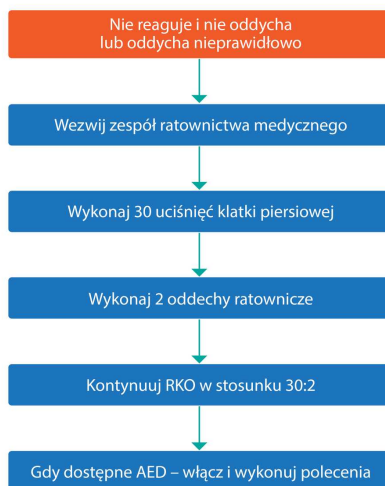 Nie reaguje i nie oddycha
lub oddycha nieprawidłowo
Wezwij zespół ratownictwa medycznego
Wykonaj 30 uciśnięć klatki piersiowej
Wykonaj 2 oddechy ratownicze
Kontynuuj RKO w stosunku 30:2
Gdy dostępne AED – włącz i wykonuj polecenia